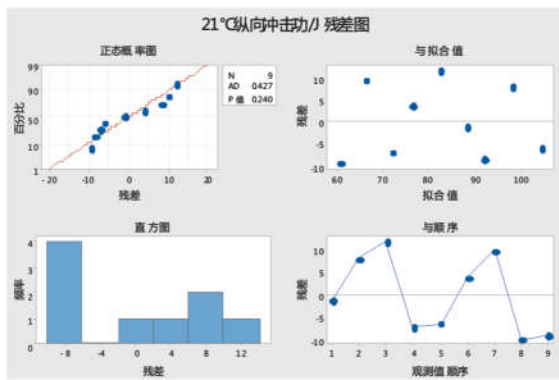 21℃纵向冲击功/J 残差图
正态概率图
与拟合值
99
90
50
10
1
百分比
-20
-10
0
10
20
残差
N 9
AD 0.427
P 值 0.240
10
5
0
-5
-10
残差
60
70
80
90
100
拟合值
直方图
与顺序
4
3
2
1
0
频率
-8
-4
0
4
8
12
残差
10
5
0
-5
-10
残差
1
2
3
4
5
6
7
8
9
观测值顺序